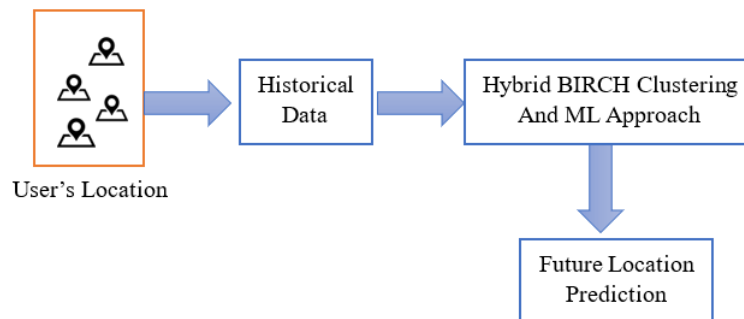 Historical
Data
Hybrid BIRCH Clustering
And ML Approach
User’s Location
Future Location
Prediction